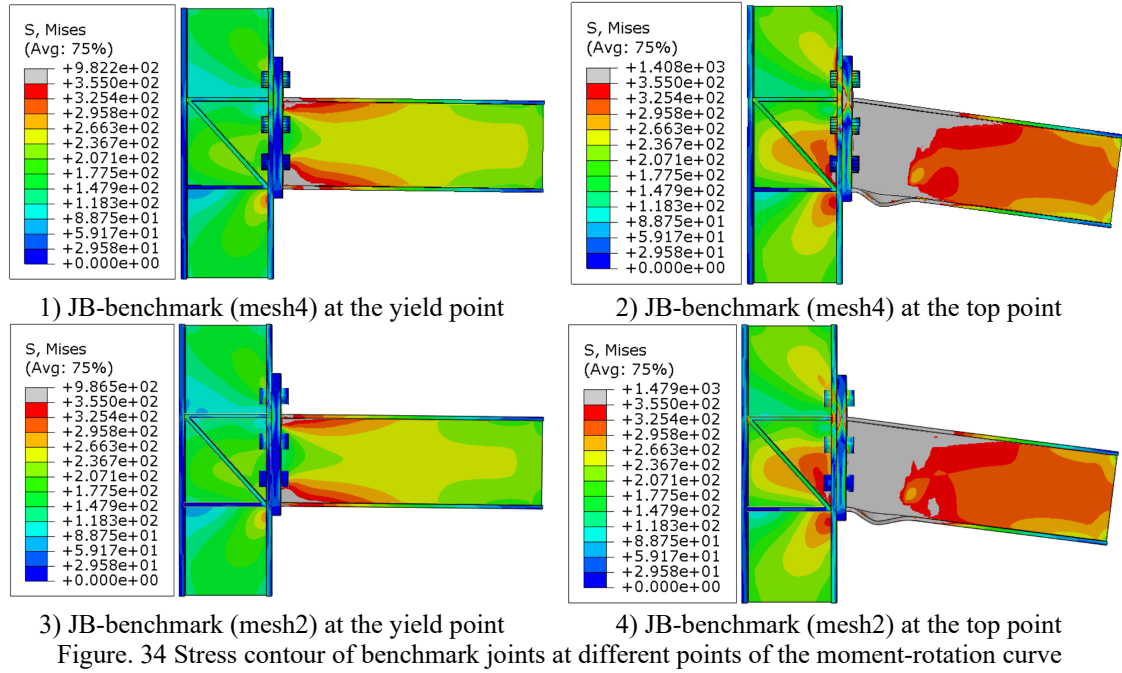 S, Mises
(Avg: 75%)
+9.822e+02
+3.550e+02
+3.254e+02
+2.958e+02
+2.663e+02
+2.367e+02
+2.071e+02
+1.775e+02
+1.479e+02
+1.183e+02
+8.875e+01
+5.917e+01
+2.958e+01
+0.000e+00
1) JB-benchmark (mesh4) at the yield point
S, Mises
(Avg: 75%)
+1.408e+03
+3.550e+02
+3.254e+02
+2.958e+02
+2.663e+02
+2.367e+02
+2.071e+02
+1.775e+02
+1.479e+02
+1.183e+02
+8.875e+01
+5.917e+01
+2.958e+01
+0.000e+00
2) JB-benchmark (mesh4) at the top point
S, Mises
(Avg: 75%)
+9.865e+02
+3.550e+02
+3.254e+02
+2.958e+02
+2.663e+02
+2.367e+02
+2.071e+02
+1.775e+02
+1.479e+02
+1.183e+02
+8.875e+01
+5.917e+01
+2.958e+01
+0.000e+00
3) JB-benchmark (mesh2) at the yield point
S, Mises
(Avg: 75%)
+1.479e+03
+3.550e+02
+3.254e+02
+2.958e+02
+2.663e+02
+2.367e+02
+2.071e+02
+1.775e+02
+1.479e+02
+1.183e+02
+8.875e+01
+5.917e+01
+2.958e+01
+0.000e+00
4) JB-benchmark (mesh2) at the top point
Figure. 34 Stress contour of benchmark joints at different points of the moment-rotation curve